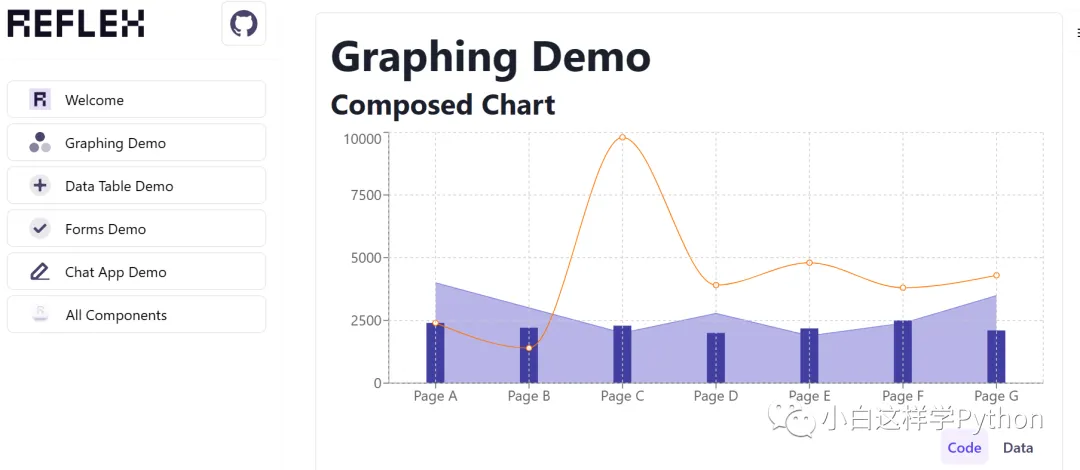 REFLEX
Welcome
Graphing Demo
Data Table Demo
Forms Demo
Chat App Demo
All Components
Graphing Demo
Composed Chart
10000
7500
5000
2500
0
Page A Page B Page C Page D Page E Page F Page G
小白这样学Python
Code Data